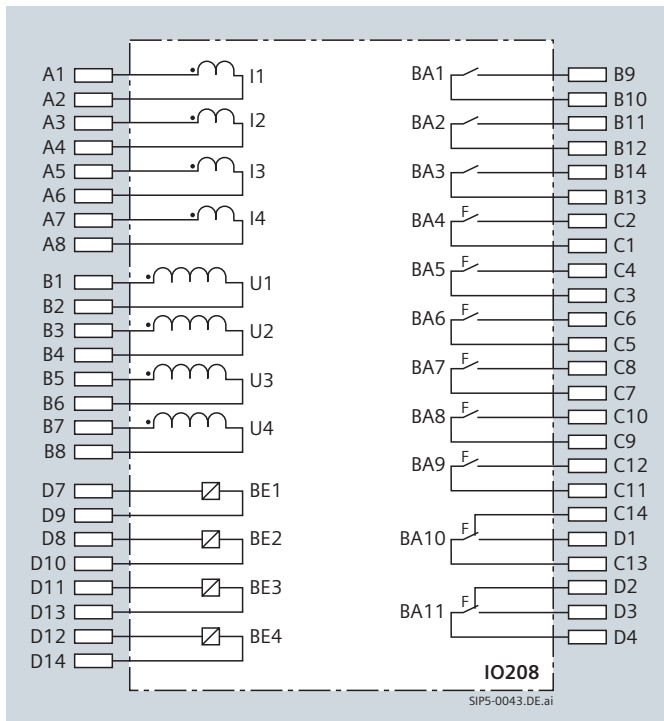 A1
I1
A2
A3
I2
A4
A5
I3
A6
A7
I4
A8
B1
U1
B2
B3
U2
B4
B5
U3
B6
B7
U4
B8
D7
BE1
D9
D8
BE2
D10
D11
BE3
D13
D12
BE4
D14
BA1
B9
B10
BA2
B11
B12
BA3
B14
B13
BA4
F
C2
C1
BA5
F
C4
C3
BA6
F
C6
C5
BA7
F
C8
C7
BA8
F
C10
C9
BA9
F
C12
C11
C14
BA10
F
D1
C13
D2
BA11
F
D3
D4
IO208
SIP5-0043.DE.ai